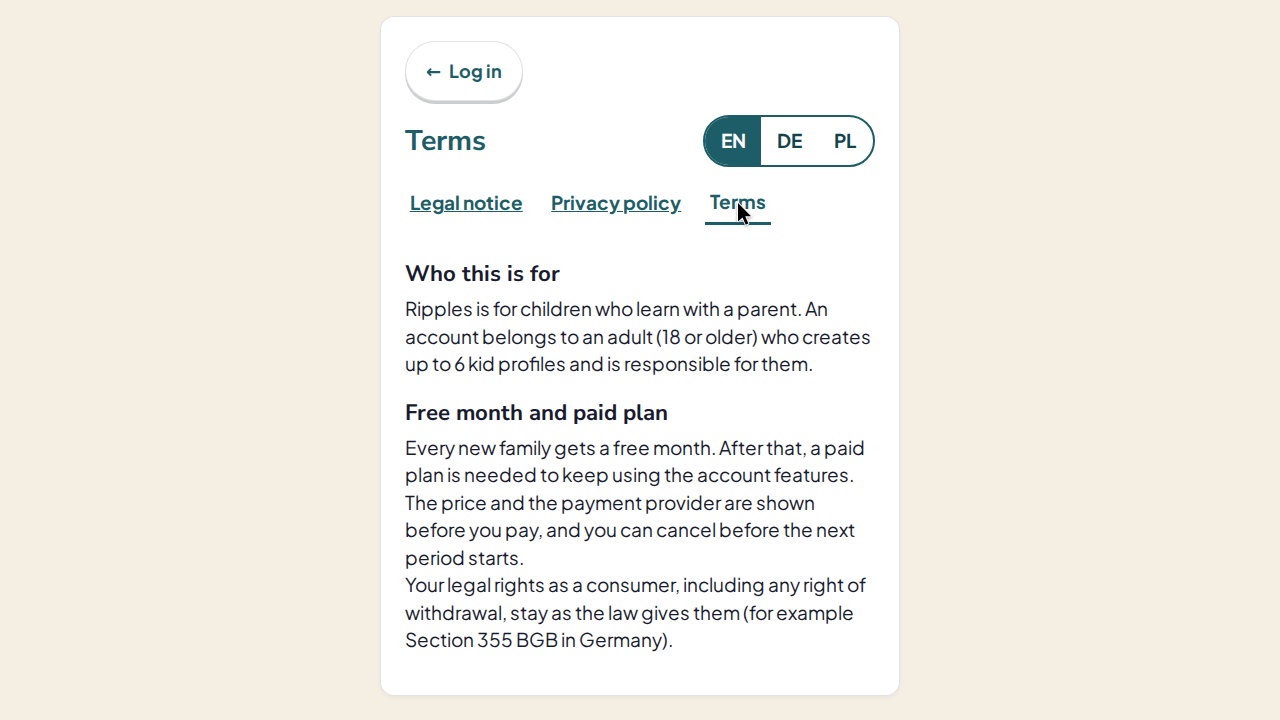 ← Log in
Terms
EN DE PL
Legal notice Privacy policy Terms
Who this is for
Ripples is for children who learn with a parent. An
account belongs to an adult (18 or older) who creates
up to 6 kid profiles and is responsible for them.
Free month and paid plan
Every new family gets a free month. After that, a paid
plan is needed to keep using the account features.
The price and the payment provider are shown
before you pay, and you can cancel before the next
period starts.
Your legal rights as a consumer, including any right of
withdrawal, stay as the law gives them (for example
Section 355 BGB in Germany).